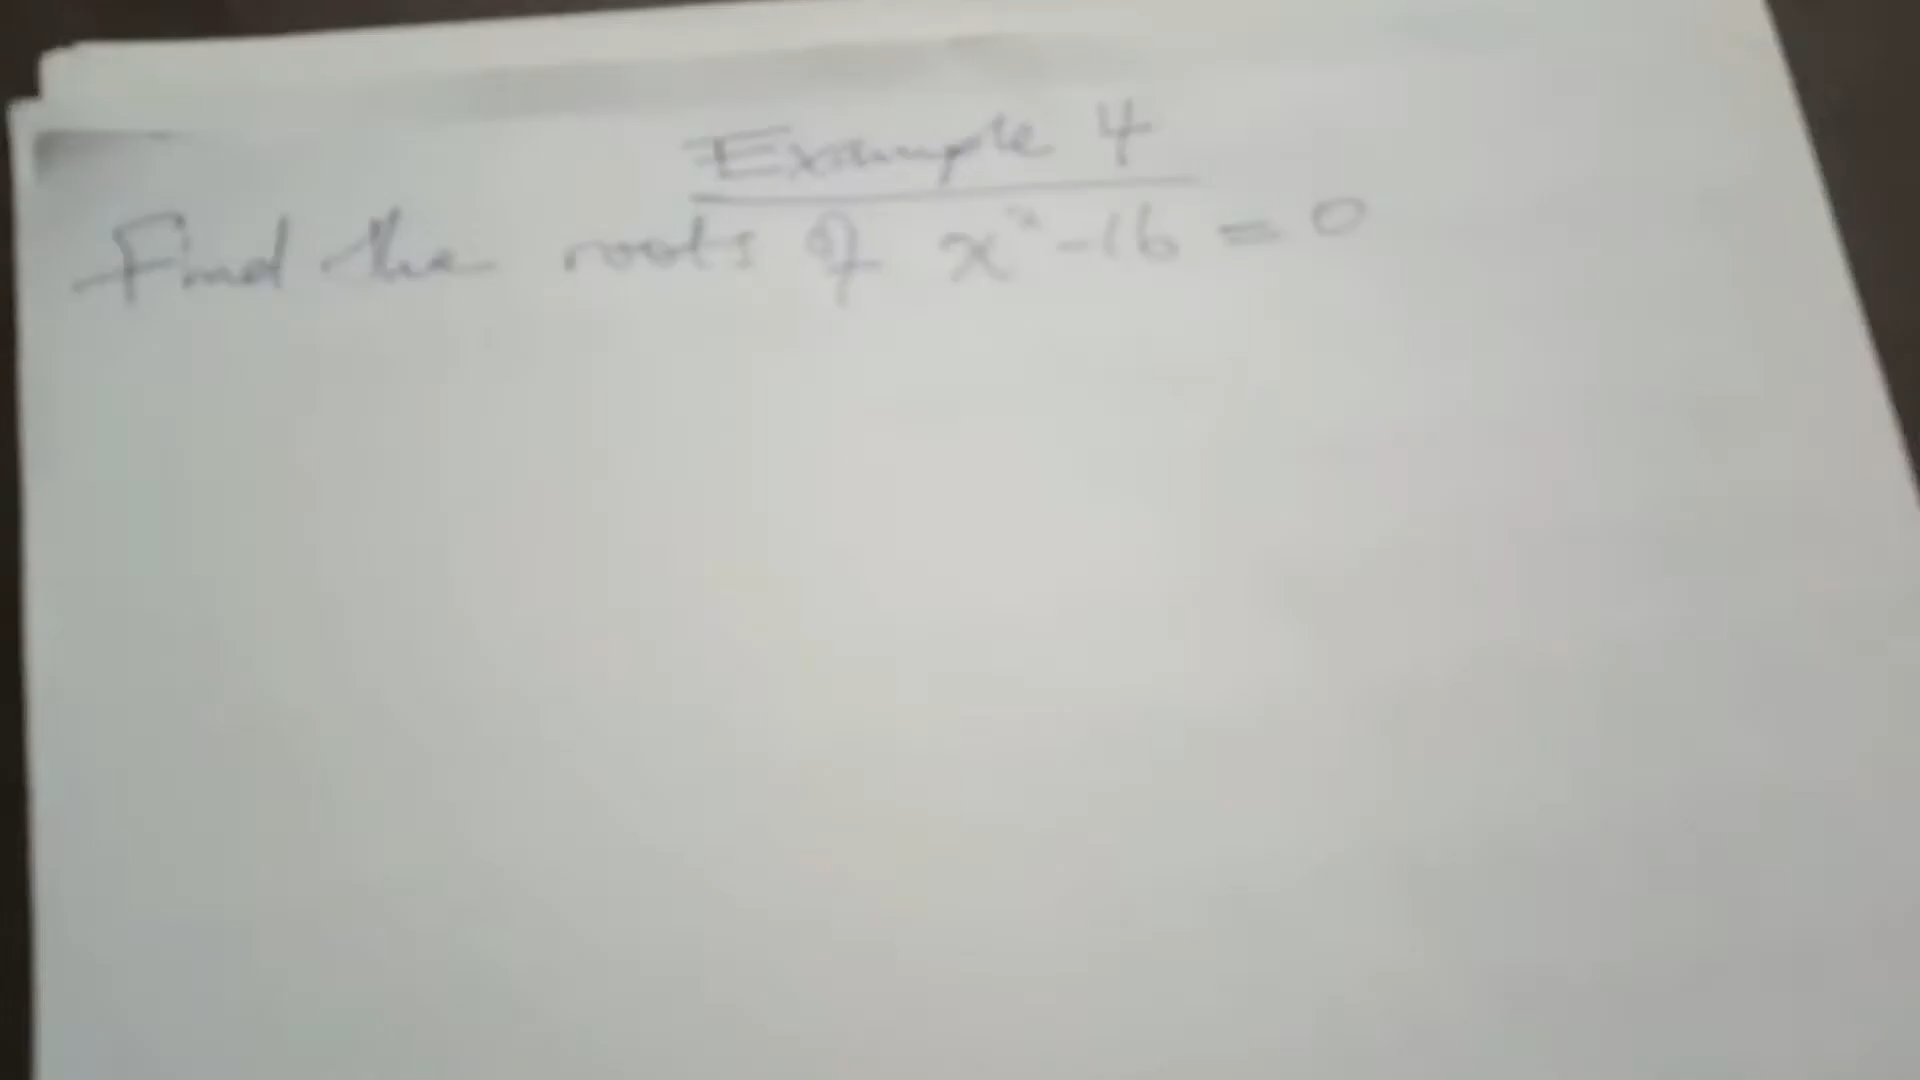 Example 4
Find the roots of x² - 16 = 0